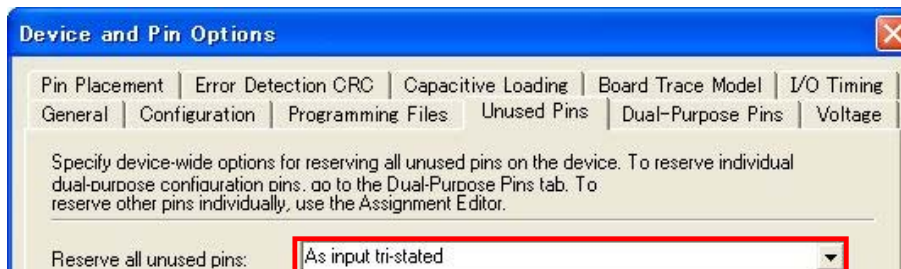 Device and Pin Options
Pin Placement Error Detection CRC Capacitive Loading Board Trace Model I/O Timing
General Configuration Programming Files Unused Pins Dual-Purpose Pins Voltage
Specify device-wide options for reserving all unused pins on the device. To reserve individual
dual-purpose configuration pins, go to the Dual-Purpose Pins tab. To
reserve other pins individually, use the Assignment Editor.
Reserve all unused pins: As input tri-stated